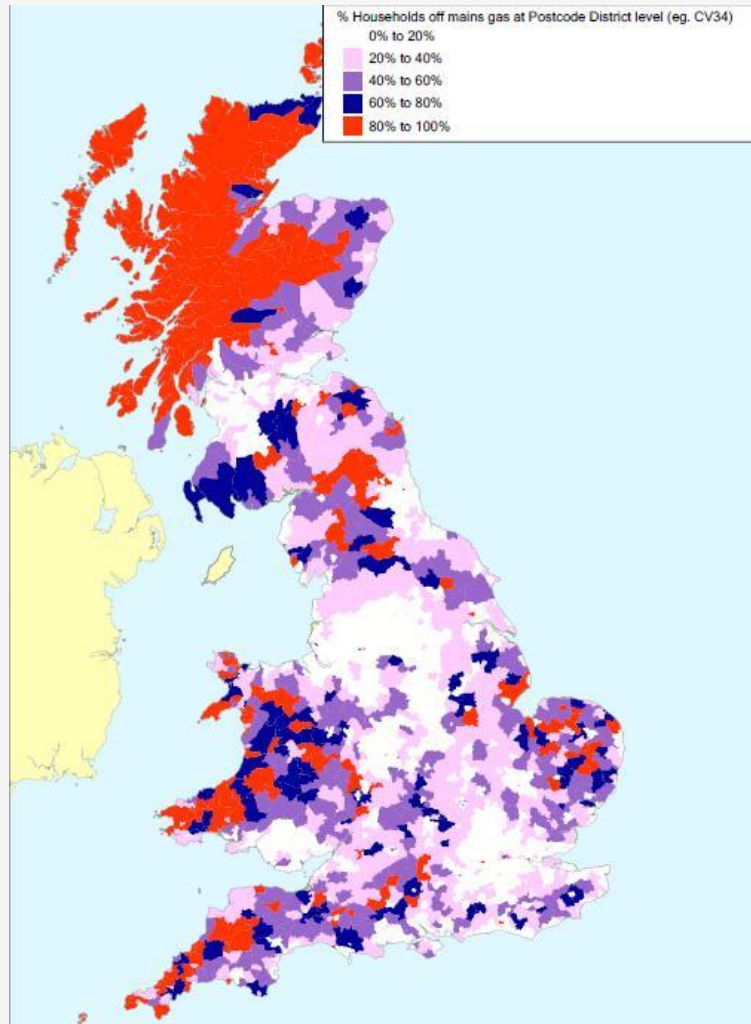 % Households off mains gas at Postcode District level (eg. CV34)
0% to 20%
20% to 40%
40% to 60%
60% to 80%
80% to 100%